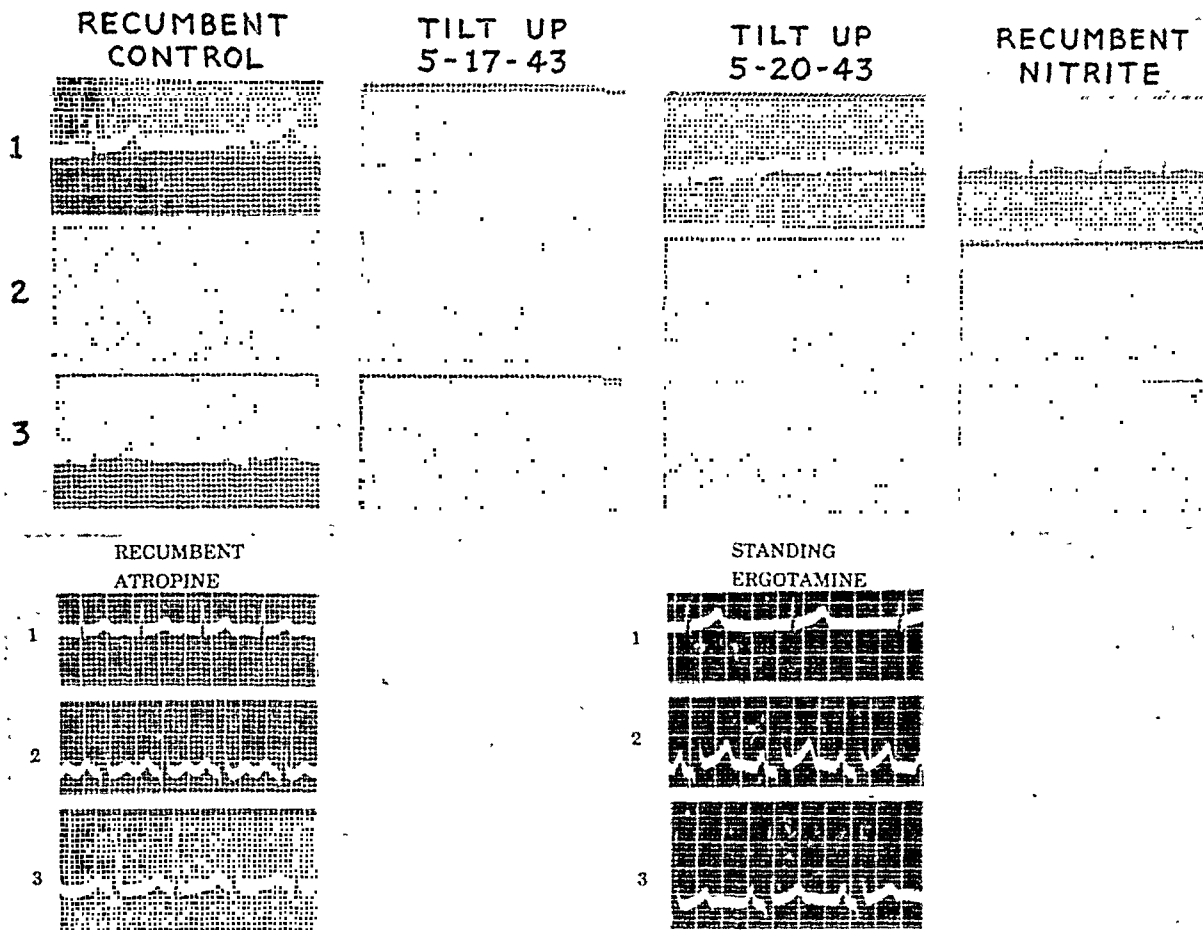 RECUMBENT
CONTROL
TILT UP
5-17-43
TILT UP
5-20-43
RECUMBENT
NITRITE
1
2
3
RECUMBENT
ATROPINE
1
2
3
STANDING
ERGOTAMINE
1
2
3